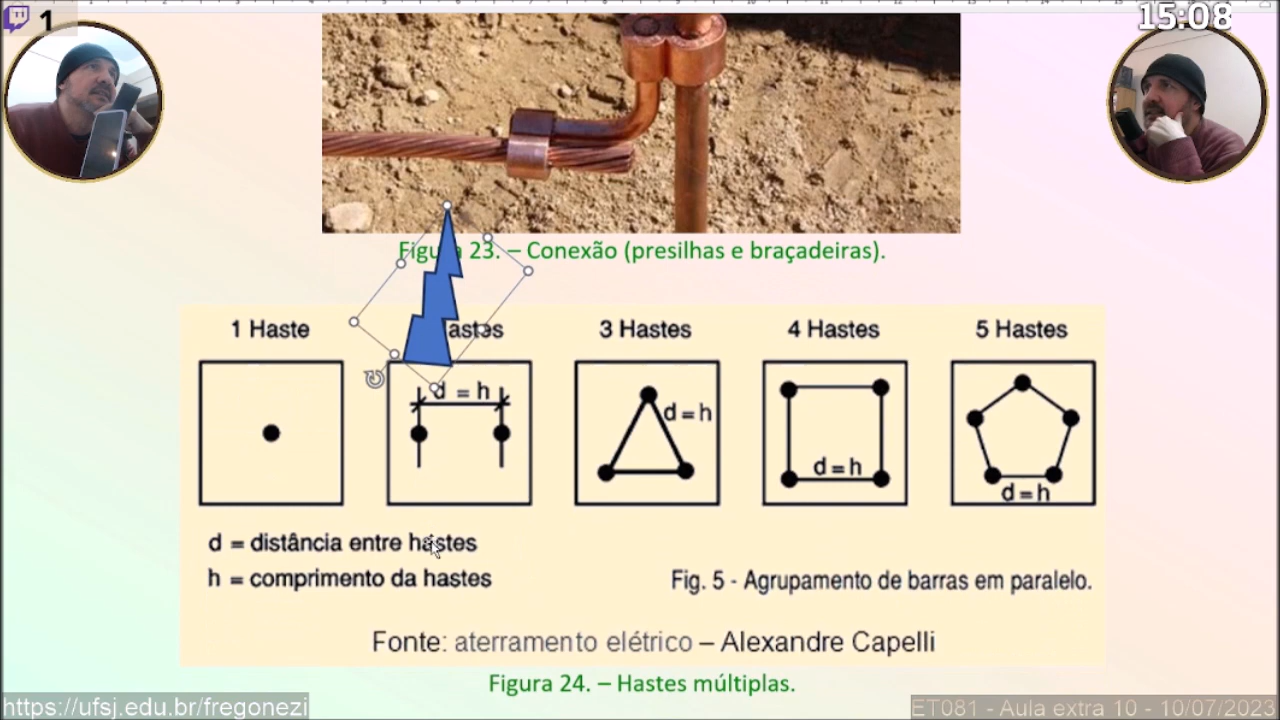 1
15:08
Figura 23. – Conexão (presilhas e braçadeiras).
1 Haste
astes
3 Hastes
4 Hastes
5 Hastes
d = h
d = h
d = h
d = h
d = distância entre hastes
h = comprimento da hastes
Fig. 5 - Agrupamento de barras em paralelo.
Fonte: aterramento elétrico – Alexandre Capelli
Figura 24. – Hastes múltiplas.
https://ufsj.edu.br/fregonezi
ET081 - Aula extra 10 - 10/07/2023